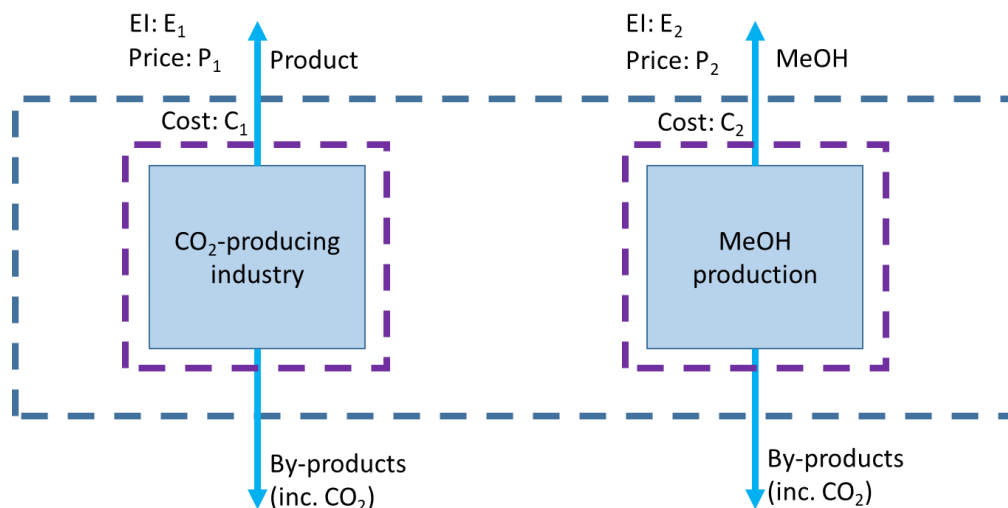 EI: E₁
Price: P₁
Product
Cost: C₁
CO₂-producing
industry
By-products
(inc. CO₂)
EI: E₂
Price: P₂
MeOH
Cost: C₂
MeOH
production
By-products
(inc. CO₂)